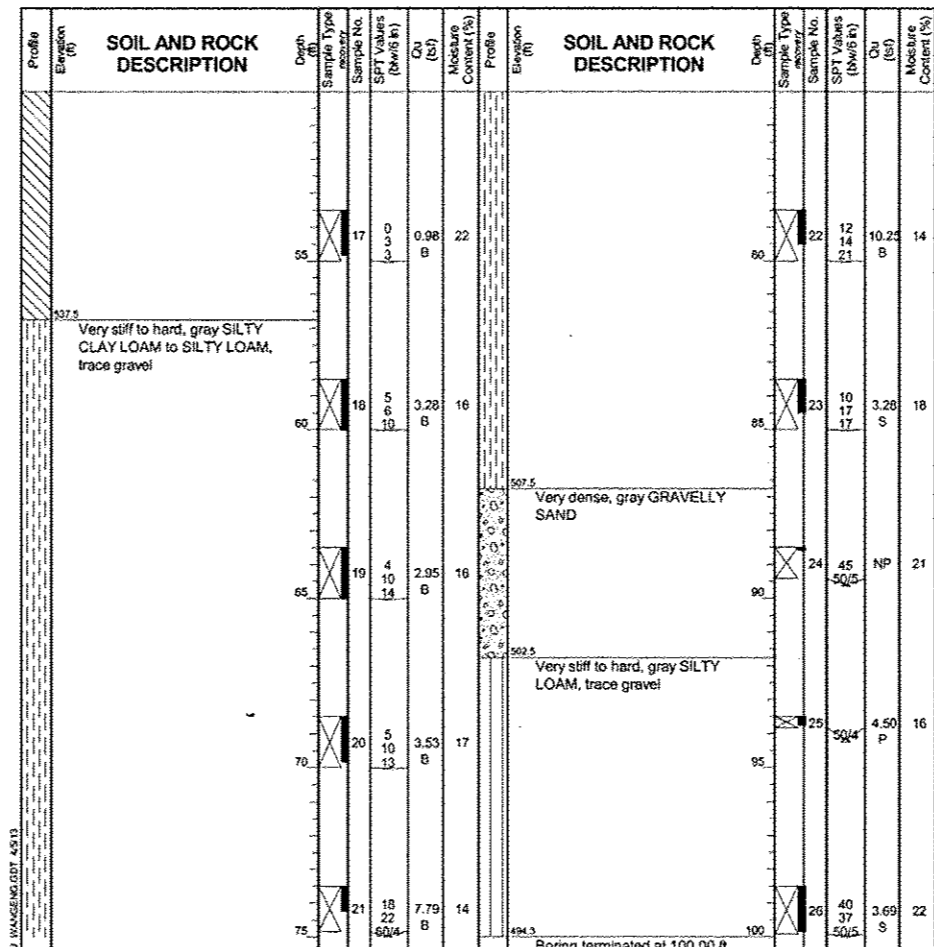 Profile
Elevation (ft)
SOIL AND ROCK DESCRIPTION
Depth (ft)
Sample Type
recovery
Sample No.
SPT Values (blw/6 in)
Qu (tsf)
Moisture Content (%)
Profile
Elevation (ft)
SOIL AND ROCK DESCRIPTION
Depth (ft)
Sample Type
recovery
Sample No.
SPT Values (blw/6 in)
Qu (tsf)
Moisture Content (%)
55
17
0
3
3
0.98
B
22
537.5
Very stiff to hard, gray SILTY
CLAY LOAM to SILTY LOAM,
trace gravel
60
18
5
6
10
3.28
B
16
65
19
4
10
14
2.95
B
16
70
20
5
10
13
3.53
B
17
75
21
18
22
60/4
7.79
B
14
80
22
12
14
21
10.25
B
14
85
23
10
17
17
3.28
S
18
507.5
Very dense, gray GRAVELLY
SAND
90
24
45
50/5
NP
21
502.5
Very stiff to hard, gray SILTY
LOAM, trace gravel
25
50/4
4.50
P
16
95
26
40
37
50/5
3.69
S
22
494.3
100
Boring terminated at 100.00 ft
WANGENG.GDT 4/9/13